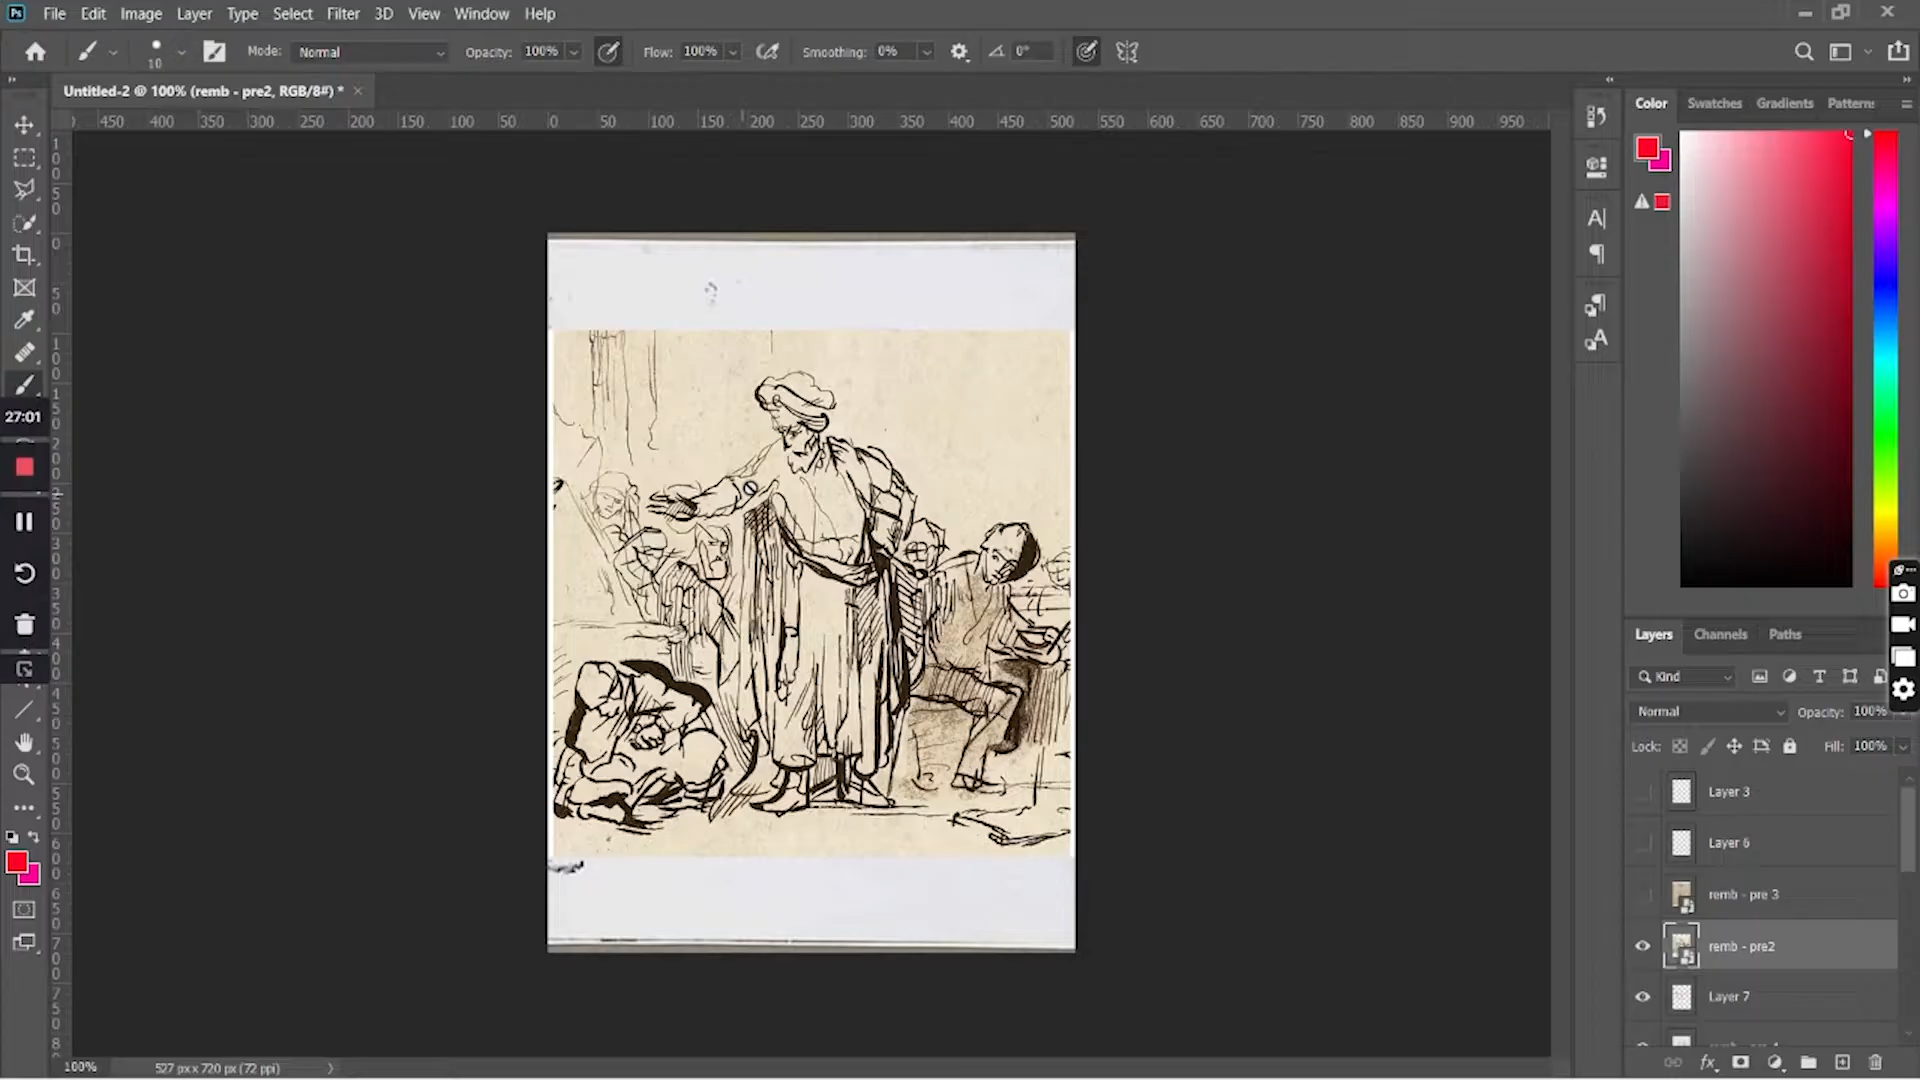 Ps File Edit Image Layer Type Select Filter 3D View Window Help
10 Mode: Normal Opacity: 100% Flow: 100% Smoothing: 0% 0°
Untitled-2 @ 100% (remb - pre2, RGB/8#) * ×
450 400 350 300 250 200 150 100 50 0 50 100 150 200 250 300 350 400 450 500 550 600 650 700 750 800 850 900 950
Color Swatches Gradients Patterns
27:01
Layers Channels Paths
Kind
Normal Opacity: 100%
Lock: Fill: 100%
Layer 3
Layer 6
remb - pre 3
remb - pre2
Layer 7
fx
100% 527 px x 720 px (72 ppi)